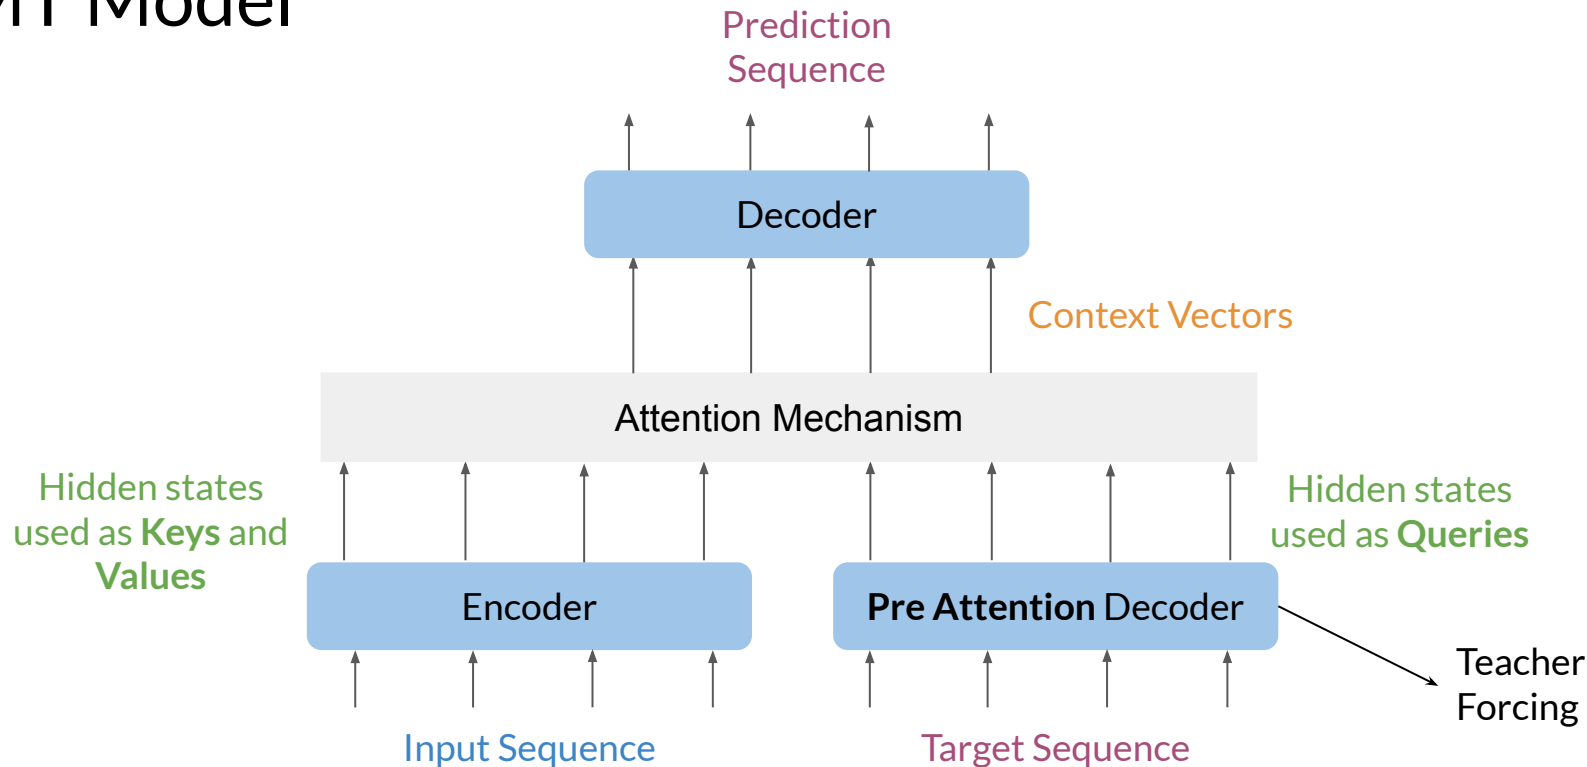 Model
Prediction
Sequence
Decoder
Context Vectors
Attention Mechanism
Hidden states
used as Keys and
Values
Hidden states
used as Queries
Encoder
Pre Attention Decoder
Teacher
Forcing
Input Sequence
Target Sequence